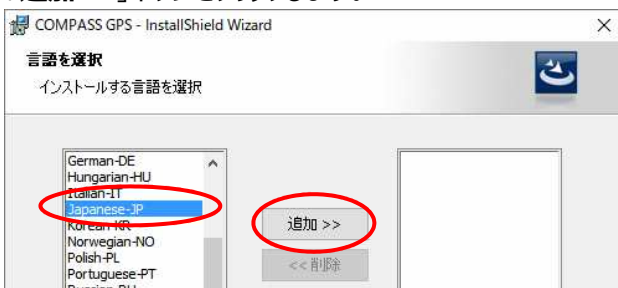 COMPASS GPS - InstallShield Wizard
言語を選択
インストールする言語を選択
German-DE
Hungarian-HU
Italian-IT
Japanese-JP
Korean-KR
Norwegian-NO
Polish-PL
Portuguese-PT
追加 >>
<< 削除